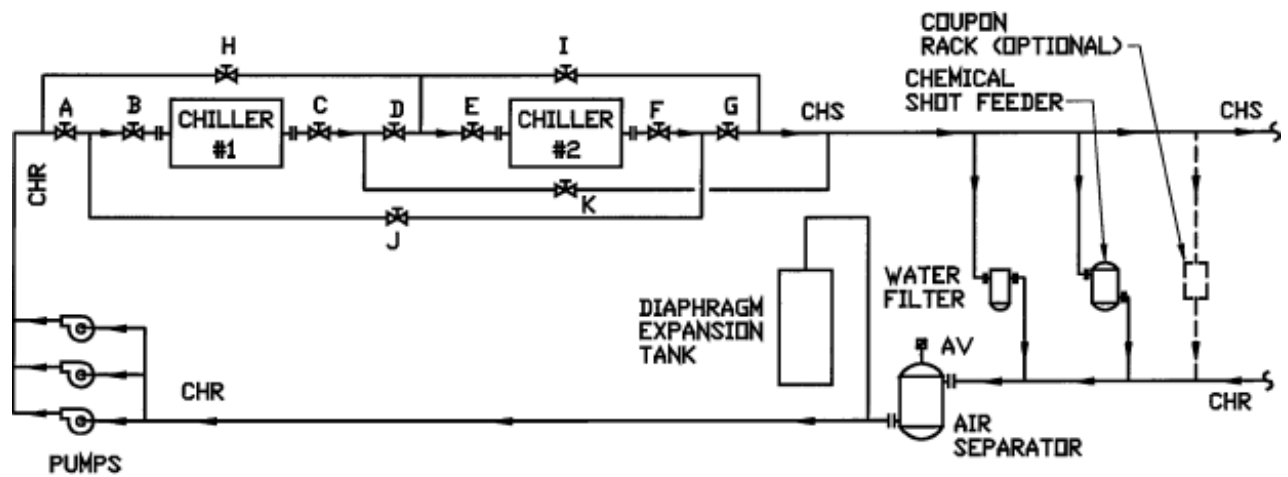 COUPON
RACK (OPTIONAL)
H
I
CHEMICAL
SHOT FEEDER
A
B
C
D
E
F
G
CHILLER
#1
CHILLER
#2
CHS
CHS
CHR
K
J
WATER
FILTER
DIAPHRAGM
EXPANSION
TANK
AV
CHR
CHR
AIR
SEPARATOR
PUMPS